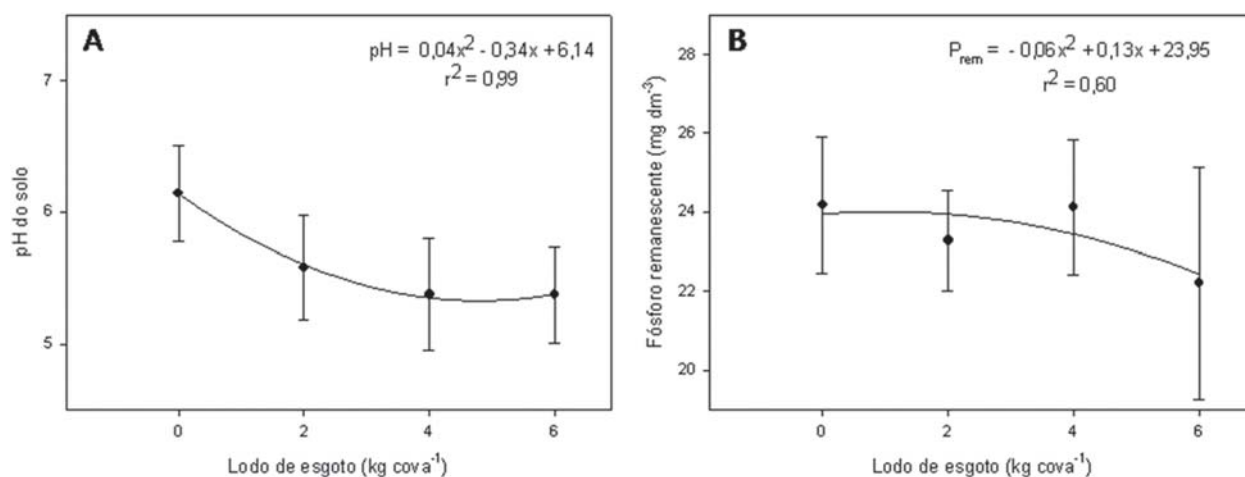 A
pH = 0,04x² - 0,34x + 6,14
r² = 0,99
7
6
5
pH do solo
0 2 4 6
Lodo de esgoto (kg cova⁻¹)
B
P_rem = - 0,06x² + 0,13x + 23,95
r² = 0,60
28
26
24
22
20
Fósforo remanescente (mg dm⁻³)
0 2 4 6
Lodo de esgoto (kg cova⁻¹)